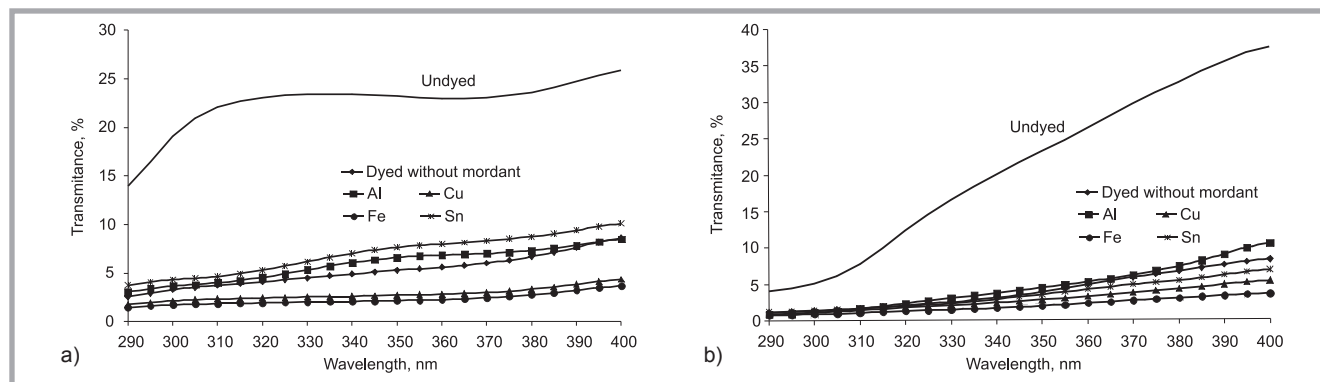 30
25
20
15
10
5
0
Transmitance, %
Undyed
Dyed without mordant
Al Cu
Fe Sn
290 300 310 320 330 340 350 360 370 380 390 400
Wavelength, nm
a)
40
35
30
25
20
15
10
5
0
Transmitance, %
Undyed
Dyed without mordant
Al Cu
Fe Sn
290 300 310 320 330 340 350 360 370 380 390 400
Wavelength, nm
b)